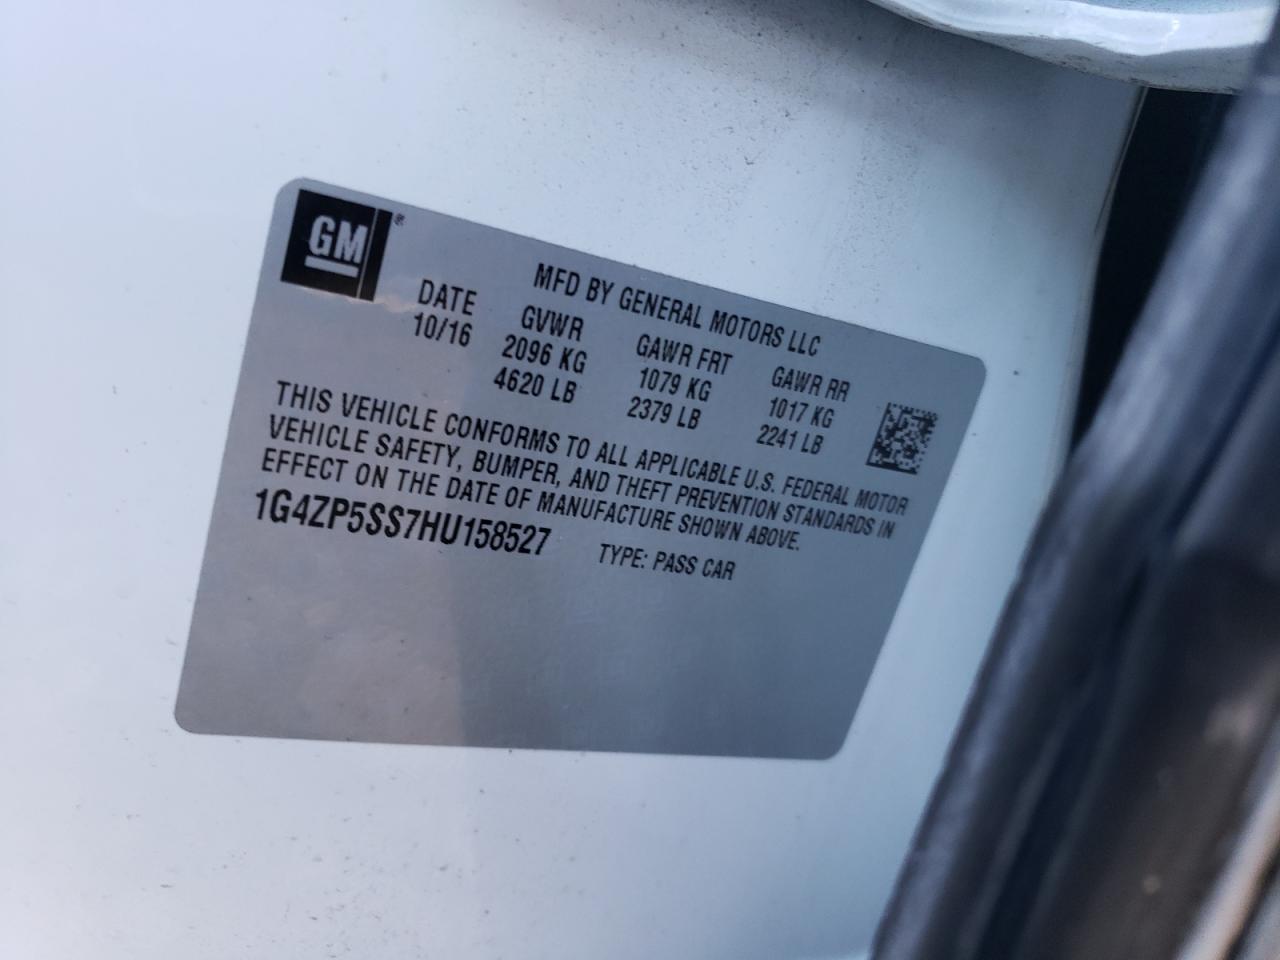 GM ®
MFD BY GENERAL MOTORS LLC
DATE GVWR GAWR FRT GAWR RR
10/16 2096 KG 1079 KG 1017 KG
4620 LB 2379 LB 2241 LB
THIS VEHICLE CONFORMS TO ALL APPLICABLE U.S. FEDERAL MOTOR
VEHICLE SAFETY, BUMPER, AND THEFT PREVENTION STANDARDS IN
EFFECT ON THE DATE OF MANUFACTURE SHOWN ABOVE.
1G4ZP5SS7HU158527 TYPE: PASS CAR